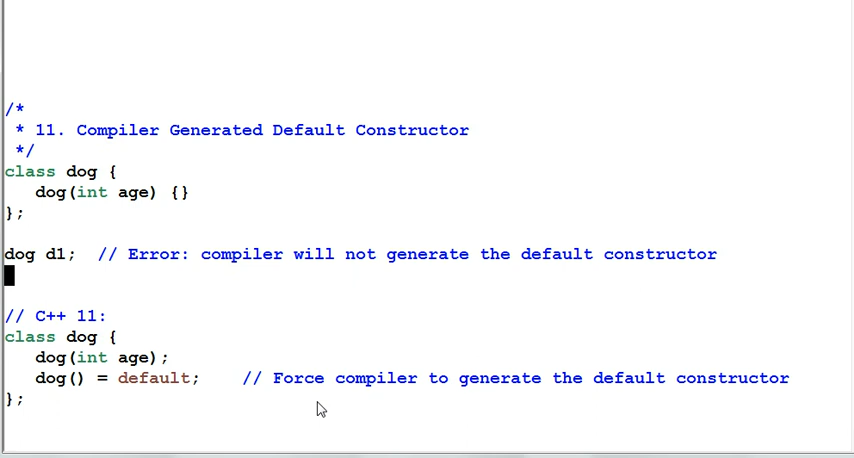 /*
 * 11. Compiler Generated Default Constructor
 */
class dog {
   dog(int age) {}
};
dog d1;  // Error: compiler will not generate the default constructor
// C++ 11:
class dog {
   dog(int age);
   dog() = default;    // Force compiler to generate the default constructor
};